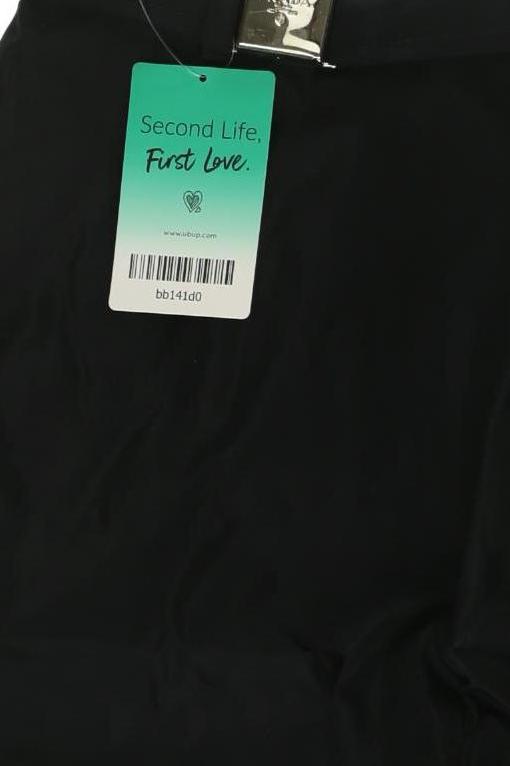 Second Life,
First Love.
www.ubup.com
bb141d0